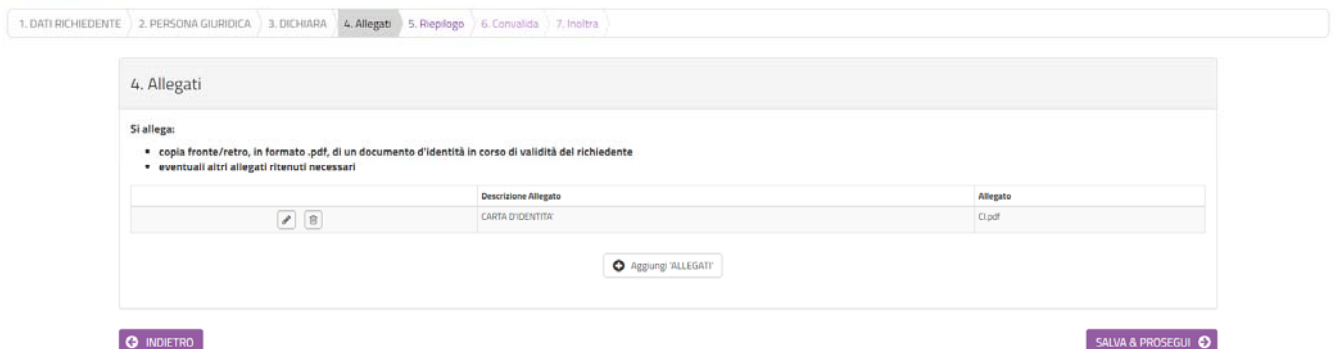 1. DATI RICHIEDENTE 2. PERSONA GIURIDICA 3. DICHIARA 4. Allegati 5. Riepilogo 6. Convalida 7. Inoltra
4. Allegati
Si allega:
▪ copia fronte/retro, in formato .pdf, di un documento d'identità in corso di validità del richiedente
▪ eventuali altri allegati ritenuti necessari
Descrizione Allegato Allegato
CARTA D'IDENTITA' CI.pdf
Aggiungi 'ALLEGATI'
INDIETRO SALVA & PROSEGUI